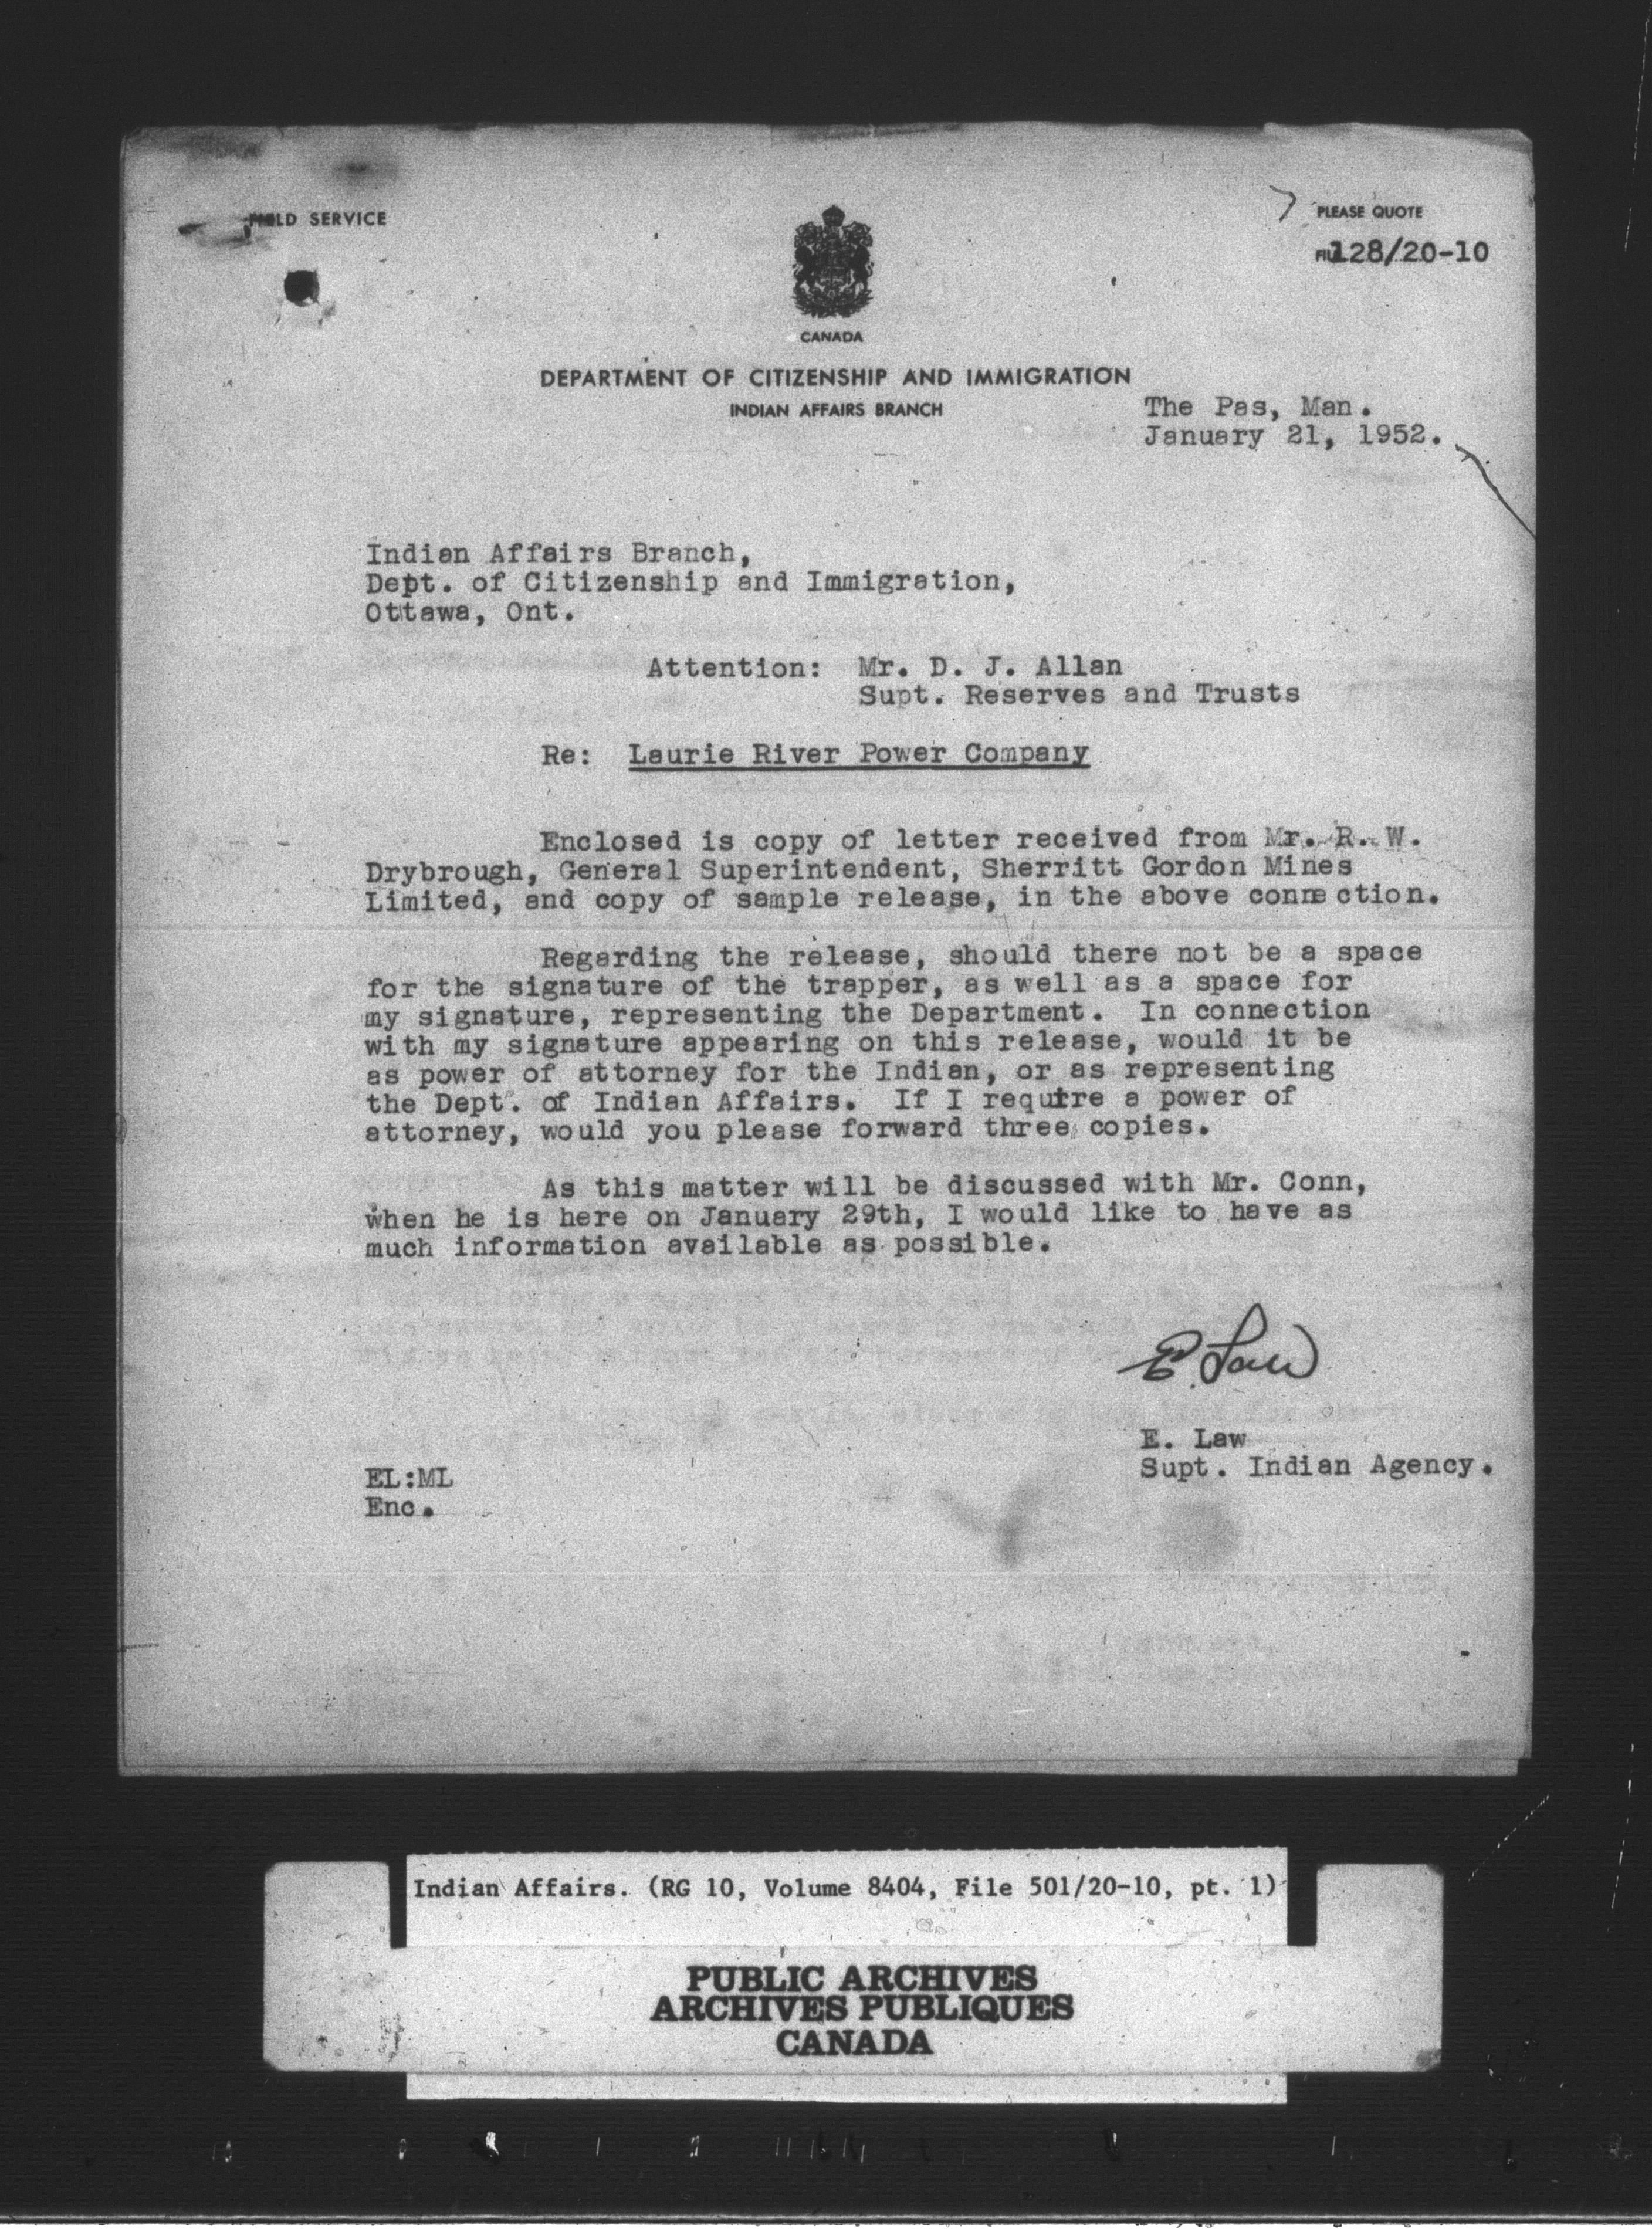 FIELD SERVICE
PLEASE QUOTE
FILE 128/20-10
CANADA
DEPARTMENT OF CITIZENSHIP AND IMMIGRATION
INDIAN AFFAIRS BRANCH
The Pas, Man.
January 21, 1952.
Indian Affairs Branch,
Dept. of Citizenship and Immigration,
Ottawa, Ont.
Attention: Mr. D. J. Allan
Supt. Reserves and Trusts
Re: Laurie River Power Company
Enclosed is copy of letter received from Mr. R. W.
Drybrough, General Superintendent, Sherritt Gordon Mines
Limited, and copy of sample release, in the above connection.
Regarding the release, should there not be a space
for the signature of the trapper, as well as a space for
my signature, representing the Department. In connection
with my signature appearing on this release, would it be
as power of attorney for the Indian, or as representing
the Dept. of Indian Affairs. If I require a power of
attorney, would you please forward three copies.
As this matter will be discussed with Mr. Conn,
when he is here on January 29th, I would like to have as
much information available as possible.
E. Law
E. Law
Supt. Indian Agency.
EL:ML
Enc.
Indian Affairs. (RG 10, Volume 8404, File 501/20-10, pt. 1)
PUBLIC ARCHIVES
ARCHIVES PUBLIQUES
CANADA